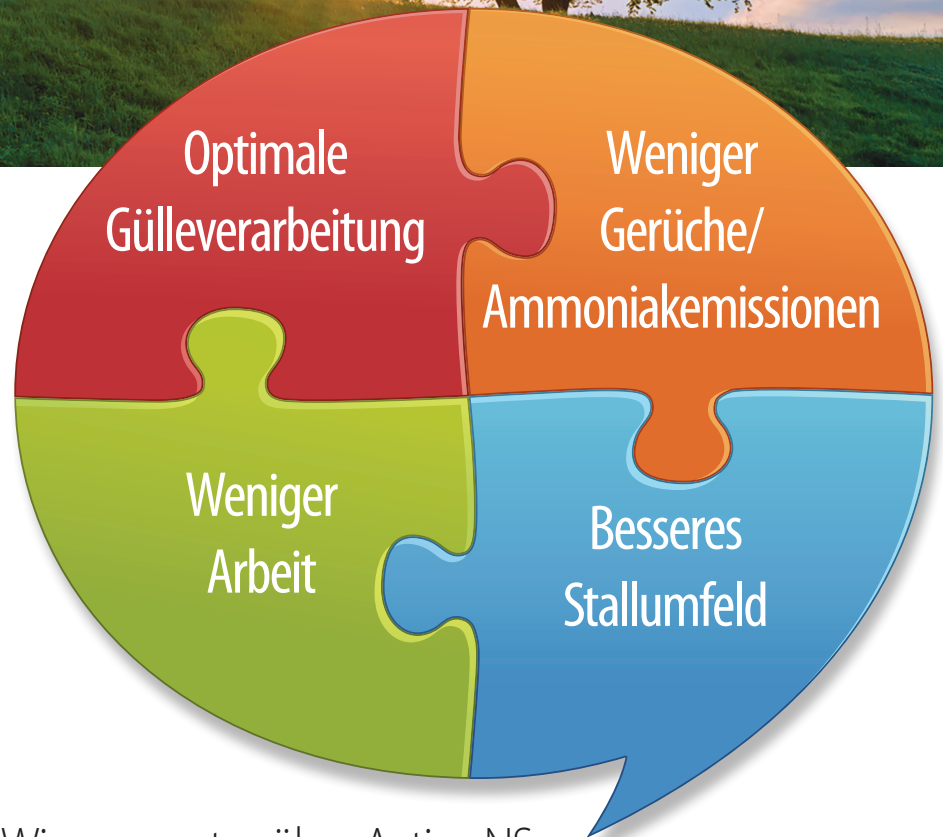 Optimale
Gülleverarbeitung
Weniger
Gerüche/
Ammoniakemissionen
Weniger
Arbeit
Besseres
Stallumfeld